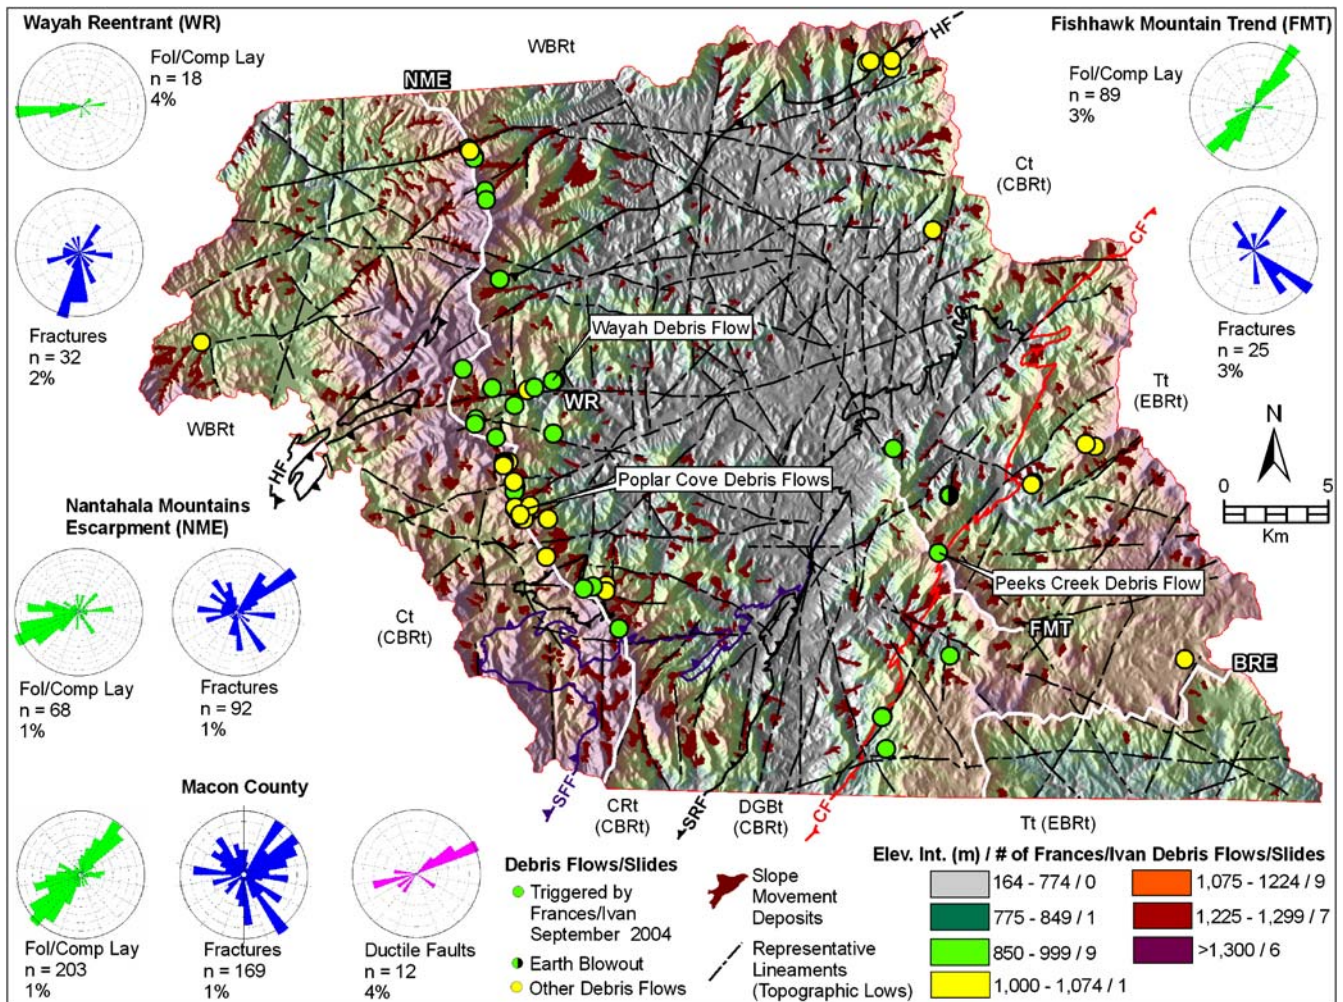 Wayah Reentrant (WR)
Fol/Comp Lay
n = 18
4%
Fractures
n = 32
2%
WBRt
NME
HF
Fishhawk Mountain Trend (FMT)
Fol/Comp Lay
n = 89
3%
Ct
(CBRt)
CF
Fractures
n = 25
3%
Tt
(EBRt)
N
0 5
Km
Wayah Debris Flow
WR
WBRt
HF
Poplar Cove Debris Flows
Peeks Creek Debris Flow
FMT
BRE
Nantahala Mountains
Escarpment (NME)
Fol/Comp Lay
n = 68
1%
Fractures
n = 92
1%
Ct
(CBRt)
SFF
CRt
(CBRt)
SRF
DGBt
(CBRt)
CF
Tt (EBRt)
Macon County
Fol/Comp Lay
n = 203
1%
Fractures
n = 169
1%
Ductile Faults
n = 12
4%
Debris Flows/Slides
Triggered by
Frances/Ivan
September 2004
Earth Blowout
Other Debris Flows
Slope
Movement
Deposits
Representative
Lineaments
(Topographic Lows)
Elev. Int. (m) / # of Frances/Ivan Debris Flows/Slides
164 - 774 / 0
775 - 849 / 1
850 - 999 / 9
1,000 - 1,074 / 1
1,075 - 1224 / 9
1,225 - 1,299 / 7
>1,300 / 6